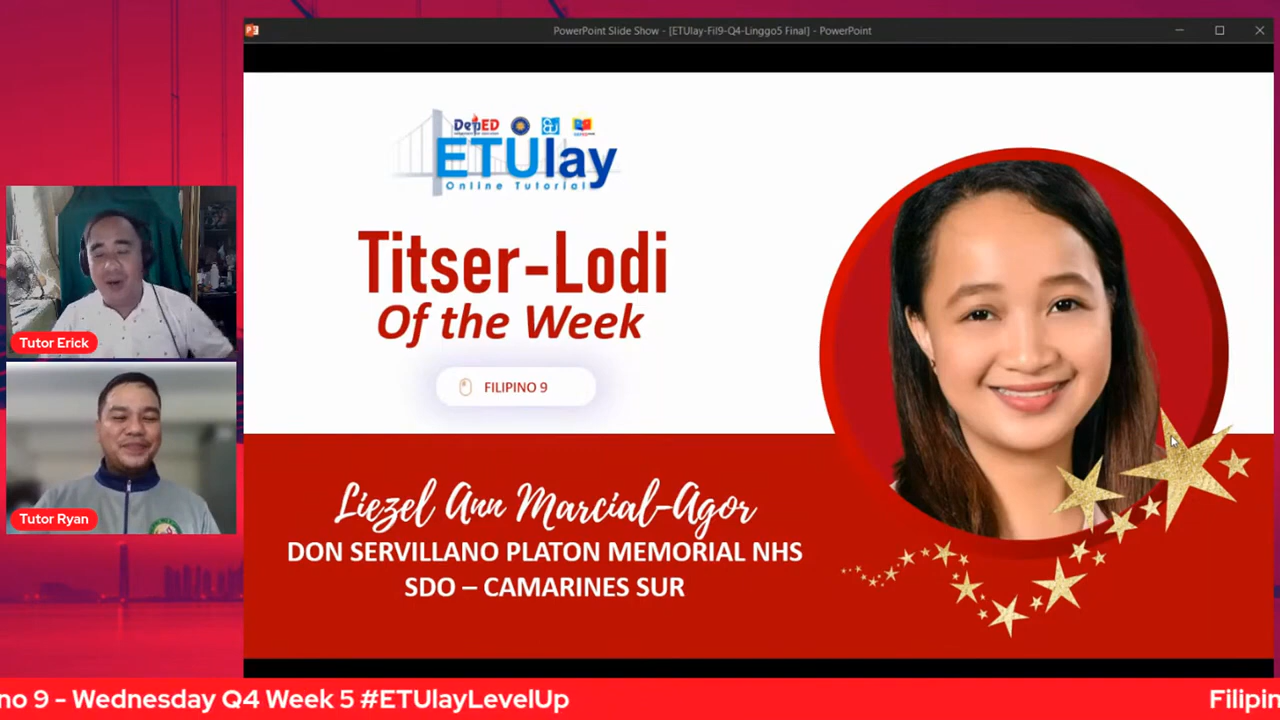 PowerPoint Slide Show - [ETUlay-Fil9-Q4-Linggo5 Final] - PowerPoint
DepED
ETUlay
Online Tutorial
Titser-Lodi
Of the Week
FILIPINO 9
Liezel Ann Marcial-Agor
DON SERVILLANO PLATON MEMORIAL NHS
SDO – CAMARINES SUR
Tutor Erick
Tutor Ryan
no 9 - Wednesday Q4 Week 5 #ETUlayLevelUp
Filipin